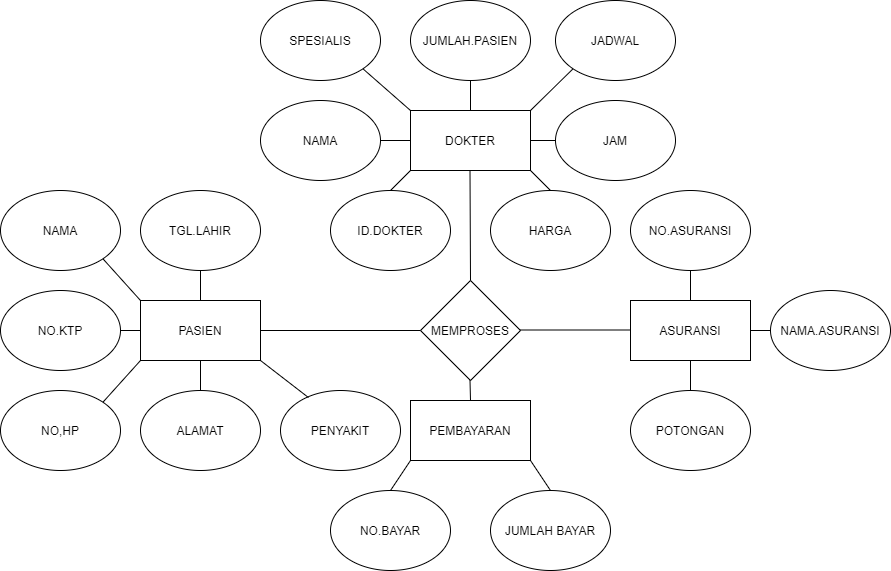 SPESIALIS
JUMLAH.PASIEN
JADWAL
NAMA
DOKTER
JAM
NAMA
TGL.LAHIR
ID.DOKTER
HARGA
NO.ASURANSI
NO.KTP
PASIEN
MEMPROSES
ASURANSI
NAMA.ASURANSI
NO,HP
ALAMAT
PENYAKIT
PEMBAYARAN
POTONGAN
NO.BAYAR
JUMLAH BAYAR